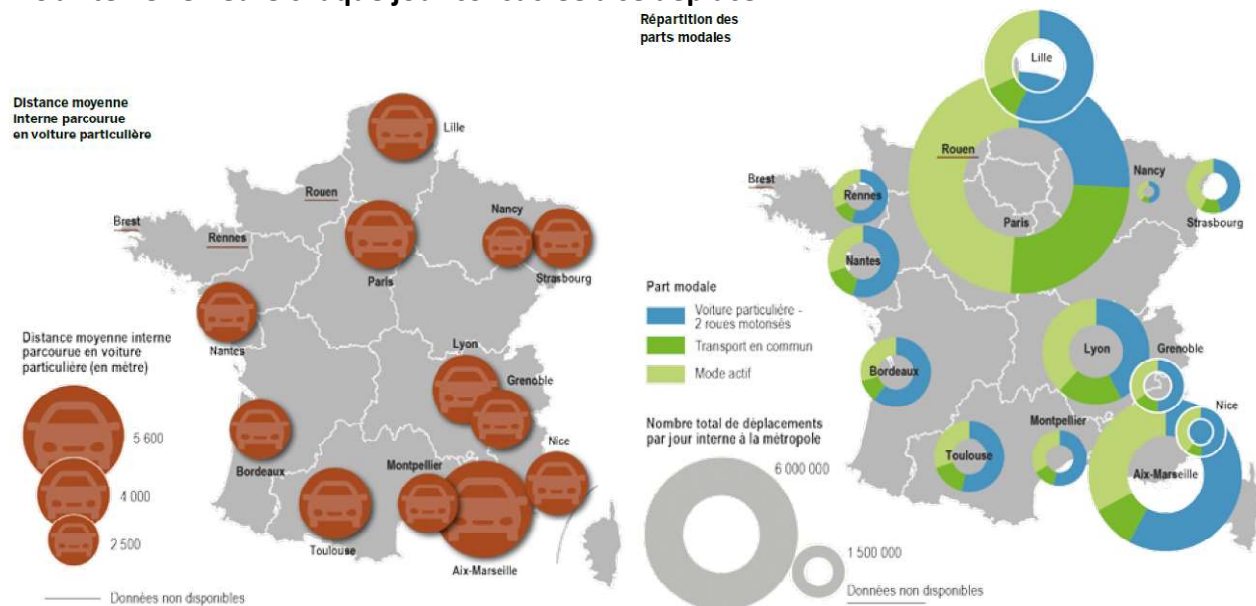 Répartition des
parts modales
Distance moyenne
Interne parcourue
en voiture particulière
Lille
Rouen
Brest
Rennes
Nancy
Paris
Strasbourg
Nantes
Distance moyenne interne
parcourue en voiture
particulière (en mètre)
5 600
4 000
2 500
Lyon
Grenoble
Nice
Bordeaux
Montpellier
Toulouse
Aix-Marseille
Données non disponibles
Lille
Rouen
Brest
Rennes
Nancy
Paris
Strasbourg
Nantes
Part modale
Voiture particulière -
2 roues motorisés
Transport en commun
Mode actif
Lyon
Grenoble
Bordeaux
Nice
Montpellier
Toulouse
Aix-Marseille
Nombre total de déplacements
par jour interne à la métropole
6 000 000
1 500 000
Données non disponibles